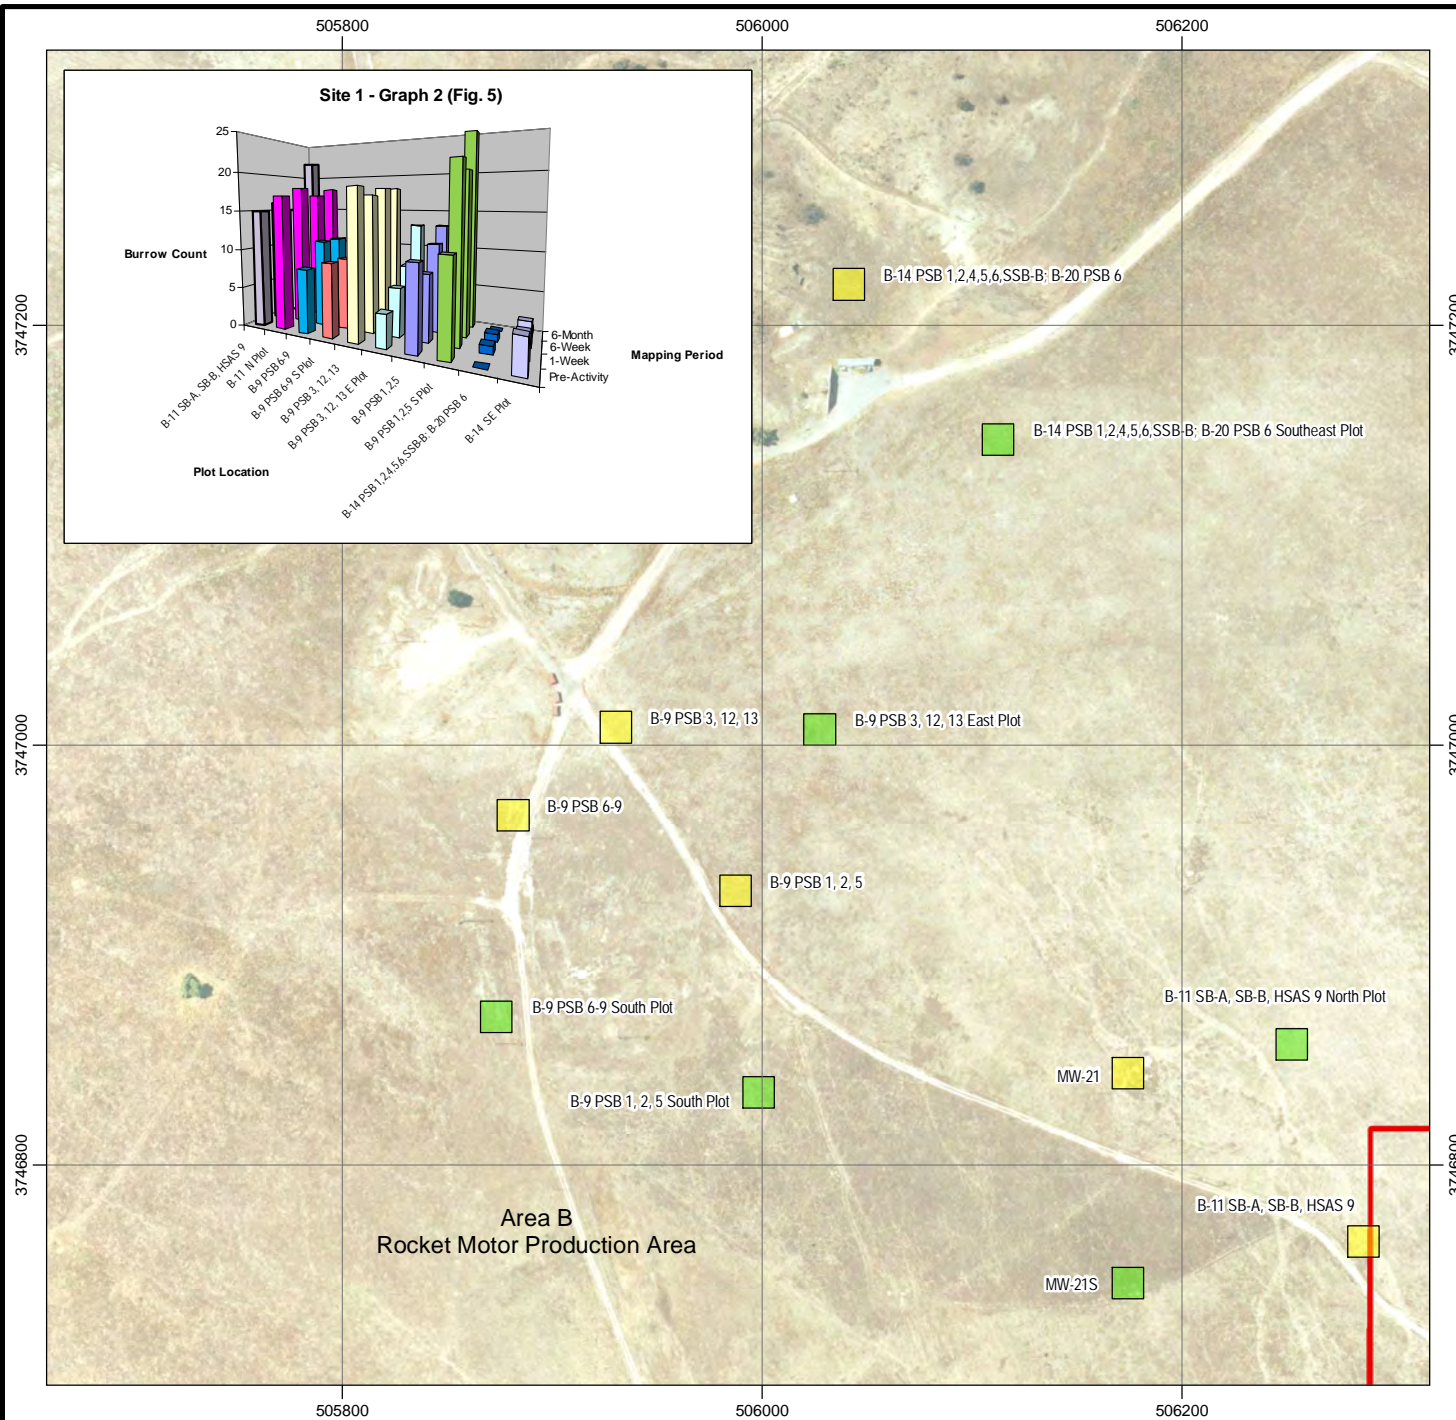 505800
506000
506200
Site 1 - Graph 2 (Fig. 5)
25
20
15
10
5
0
Burrow Count
6-Month
6-Week
1-Week
Pre-Activity
Mapping Period
B-11 SB-A, SB-B, HSAS 9
B-11 N Plot
B-9 PSB 6-9
B-9 PSB 6-9 S Plot
B-9 PSB 3, 12, 13
B-9 PSB 3, 12, 13 E Plot
B-9 PSB 1,2,5
B-9 PSB 1,2,5 S Plot
B-14 PSB 1,2,4,5,6,SSB-B; B-20 PSB 6
B-14 SE Plot
Plot Location
B-14 PSB 1,2,4,5,6,SSB-B; B-20 PSB 6
3747200
3747200
B-14 PSB 1,2,4,5,6,SSB-B; B-20 PSB 6 Southeast Plot
B-9 PSB 3, 12, 13
B-9 PSB 3, 12, 13 East Plot
3747000
3747000
B-9 PSB 6-9
B-9 PSB 1, 2, 5
B-11 SB-A, SB-B, HSAS 9 North Plot
B-9 PSB 6-9 South Plot
MW-21
B-9 PSB 1, 2, 5 South Plot
3746800
3746800
B-11 SB-A, SB-B, HSAS 9
Area B
Rocket Motor Production Area
MW-21S
505800
506000
506200